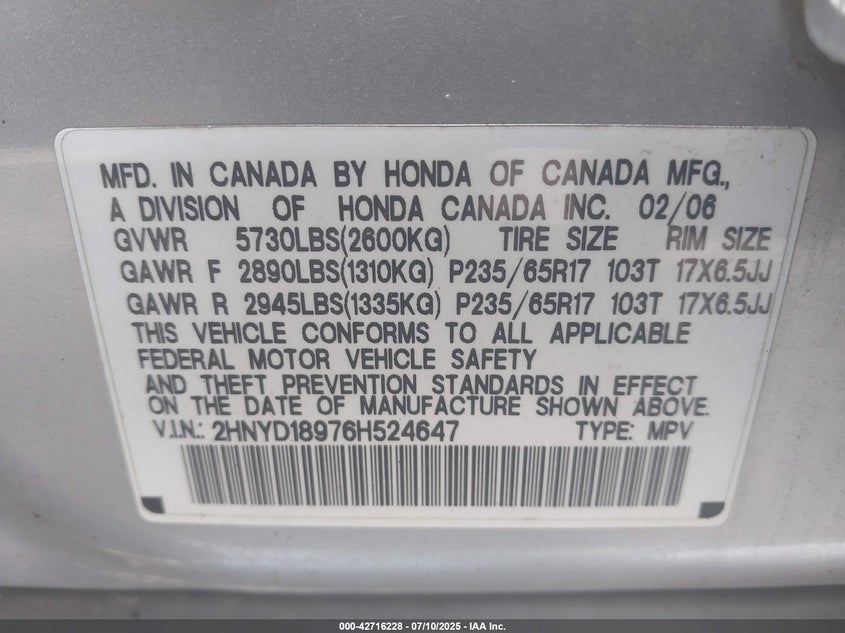 MFD. IN CANADA BY HONDA OF CANADA MFG.,
A DIVISION OF HONDA CANADA INC. 02/06
GVWR 5730LBS(2600KG) TIRE SIZE RIM SIZE
GAWR F 2890LBS(1310KG) P235/65R17 103T 17X6.5JJ
GAWR R 2945LBS(1335KG) P235/65R17 103T 17X6.5JJ
THIS VEHICLE CONFORMS TO ALL APPLICABLE
FEDERAL MOTOR VEHICLE SAFETY
AND THEFT PREVENTION STANDARDS IN EFFECT
ON THE DATE OF MANUFACTURE SHOWN ABOVE.
V.I.N.: 2HNYD18976H524647 TYPE: MPV
000-42716228 - 07/10/2025 - IAA Inc.